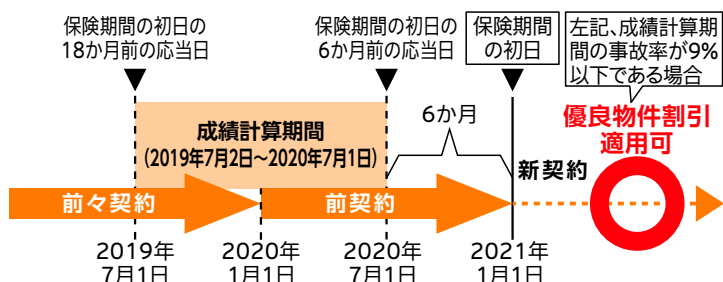 保険期間の初日の
18か月前の応当日
保険期間の初日の
6か月前の応当日
保険期間
の初日
左記、成績計算期
間の事故率が9%
以下である場合
優良物件割引
適用可
成績計算期間
(2019年7月2日~2020年7月1日)
6か月
新契約
前々契約
前契約
2019年
7月1日
2020年
1月1日
2020年
7月1日
2021年
1月1日